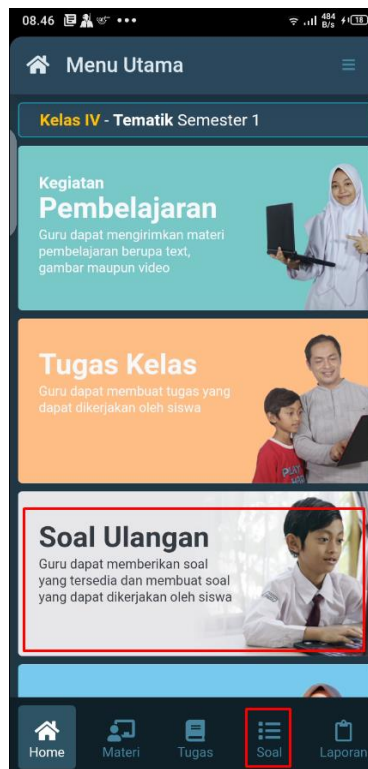 08.46 ••• 484 B/s 18
Menu Utama
Kelas IV - Tematik Semester 1
Kegiatan
Pembelajaran
Guru dapat mengirimkan materi
pembelajaran berupa text,
gambar maupun video
Tugas Kelas
Guru dapat membuat tugas yang
dapat dikerjakan oleh siswa
Soal Ulangan
Guru dapat memberikan soal
yang tersedia dan membuat soal
yang dapat dikerjakan oleh siswa
Home Materi Tugas Soal Laporan